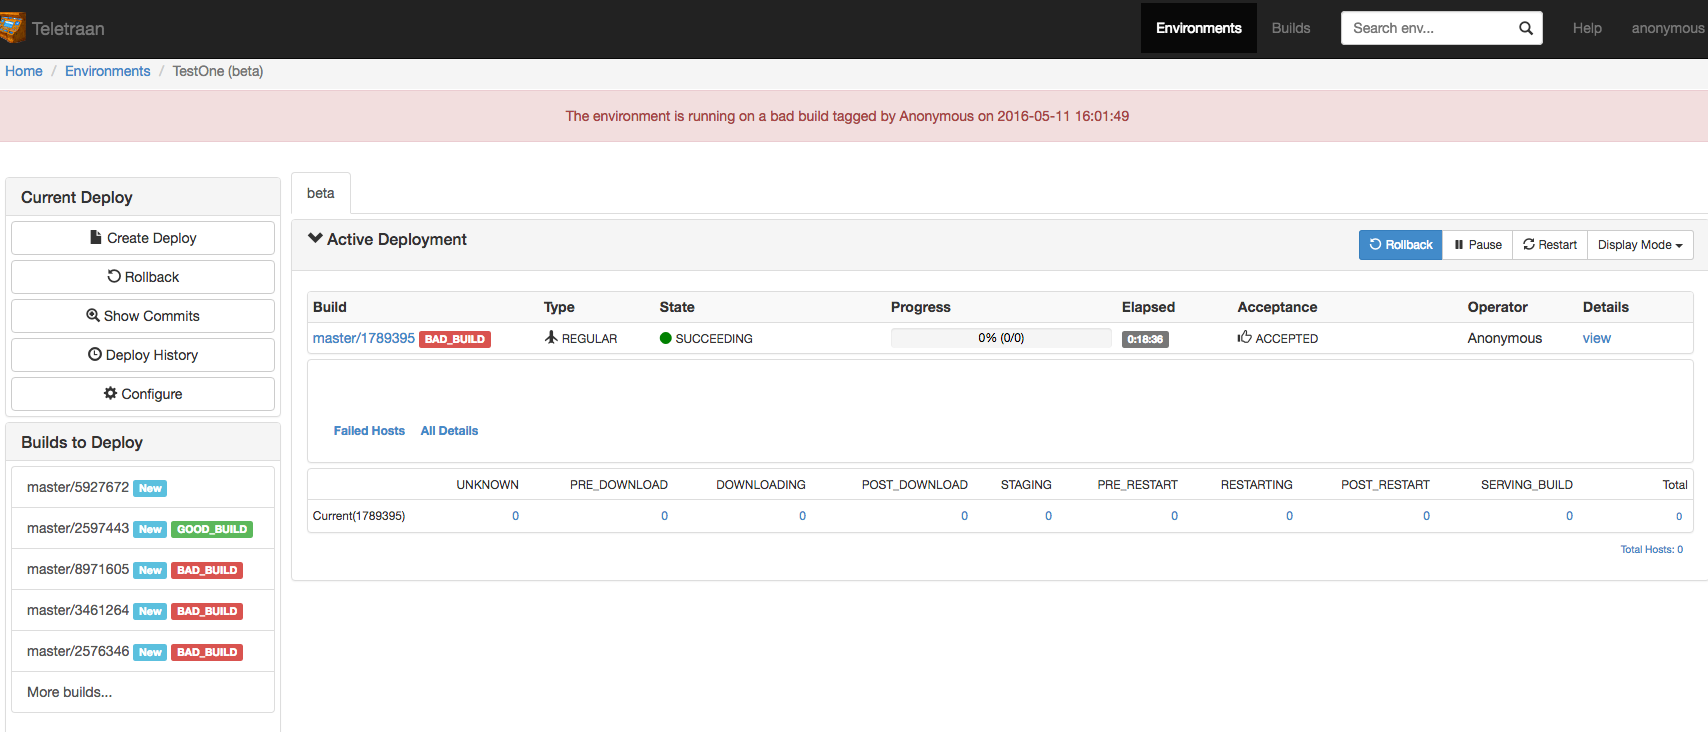 Teletraan
Environments Builds Search env... Help anonymous
Home / Environments / TestOne (beta)
The environment is running on a bad build tagged by Anonymous on 2016-05-11 16:01:49
Current Deploy
Create Deploy
Rollback
Show Commits
Deploy History
Configure
Builds to Deploy
master/5927672 New
master/2597443 New GOOD_BUILD
master/8971605 New BAD_BUILD
master/3461264 New BAD_BUILD
master/2576346 New BAD_BUILD
More builds...
beta
Active Deployment
Rollback Pause Restart Display Mode
Build Type State Progress Elapsed Acceptance Operator Details
master/1789395 BAD_BUILD REGULAR SUCCEEDING 0% (0/0) 0:18:36 ACCEPTED Anonymous view
Failed Hosts All Details
UNKNOWN PRE_DOWNLOAD DOWNLOADING POST_DOWNLOAD STAGING PRE_RESTART RESTARTING POST_RESTART SERVING_BUILD Total
Current(1789395) 0 0 0 0 0 0 0 0 0 0
Total Hosts: 0